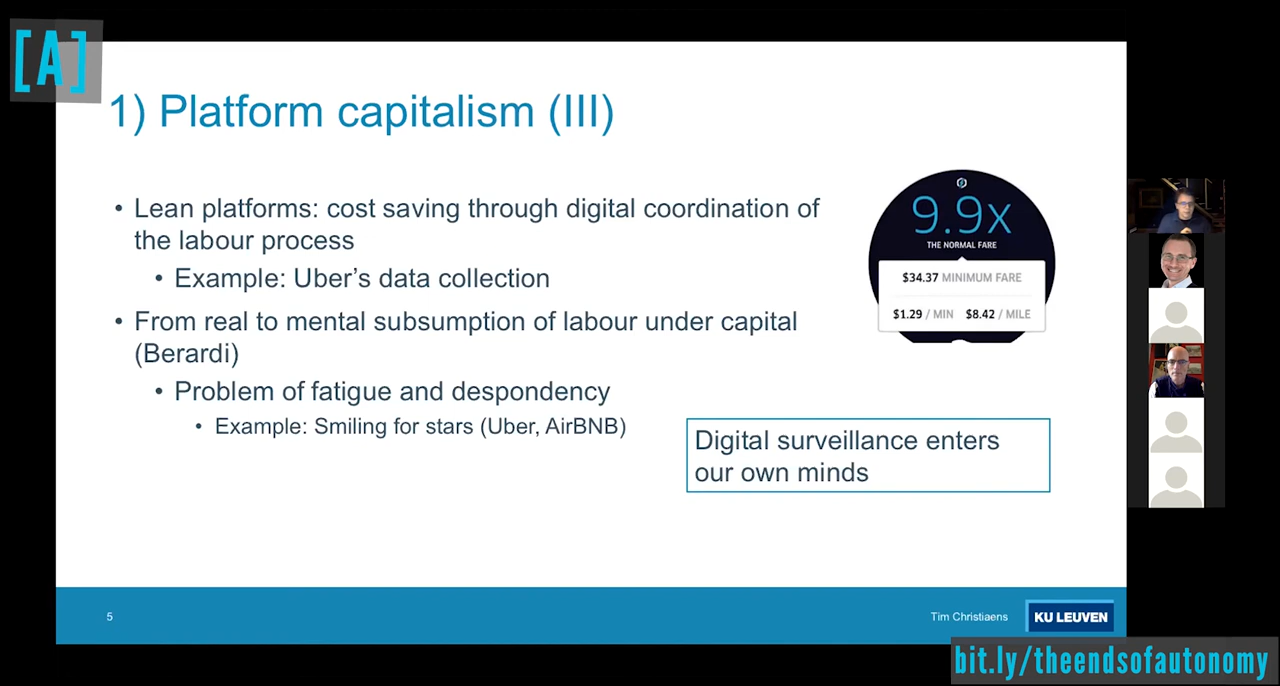 [A]
1) Platform capitalism (III)
• Lean platforms: cost saving through digital coordination of
the labour process
• Example: Uber’s data collection
• From real to mental subsumption of labour under capital
(Berardi)
• Problem of fatigue and despondency
• Example: Smiling for stars (Uber, AirBNB)
9.9x
THE NORMAL FARE
$34.37 MINIMUM FARE
$1.29 / MIN $8.42 / MILE
Digital surveillance enters
our own minds
5
Tim Christiaens
KU LEUVEN
bit.ly/theendsofautonomy